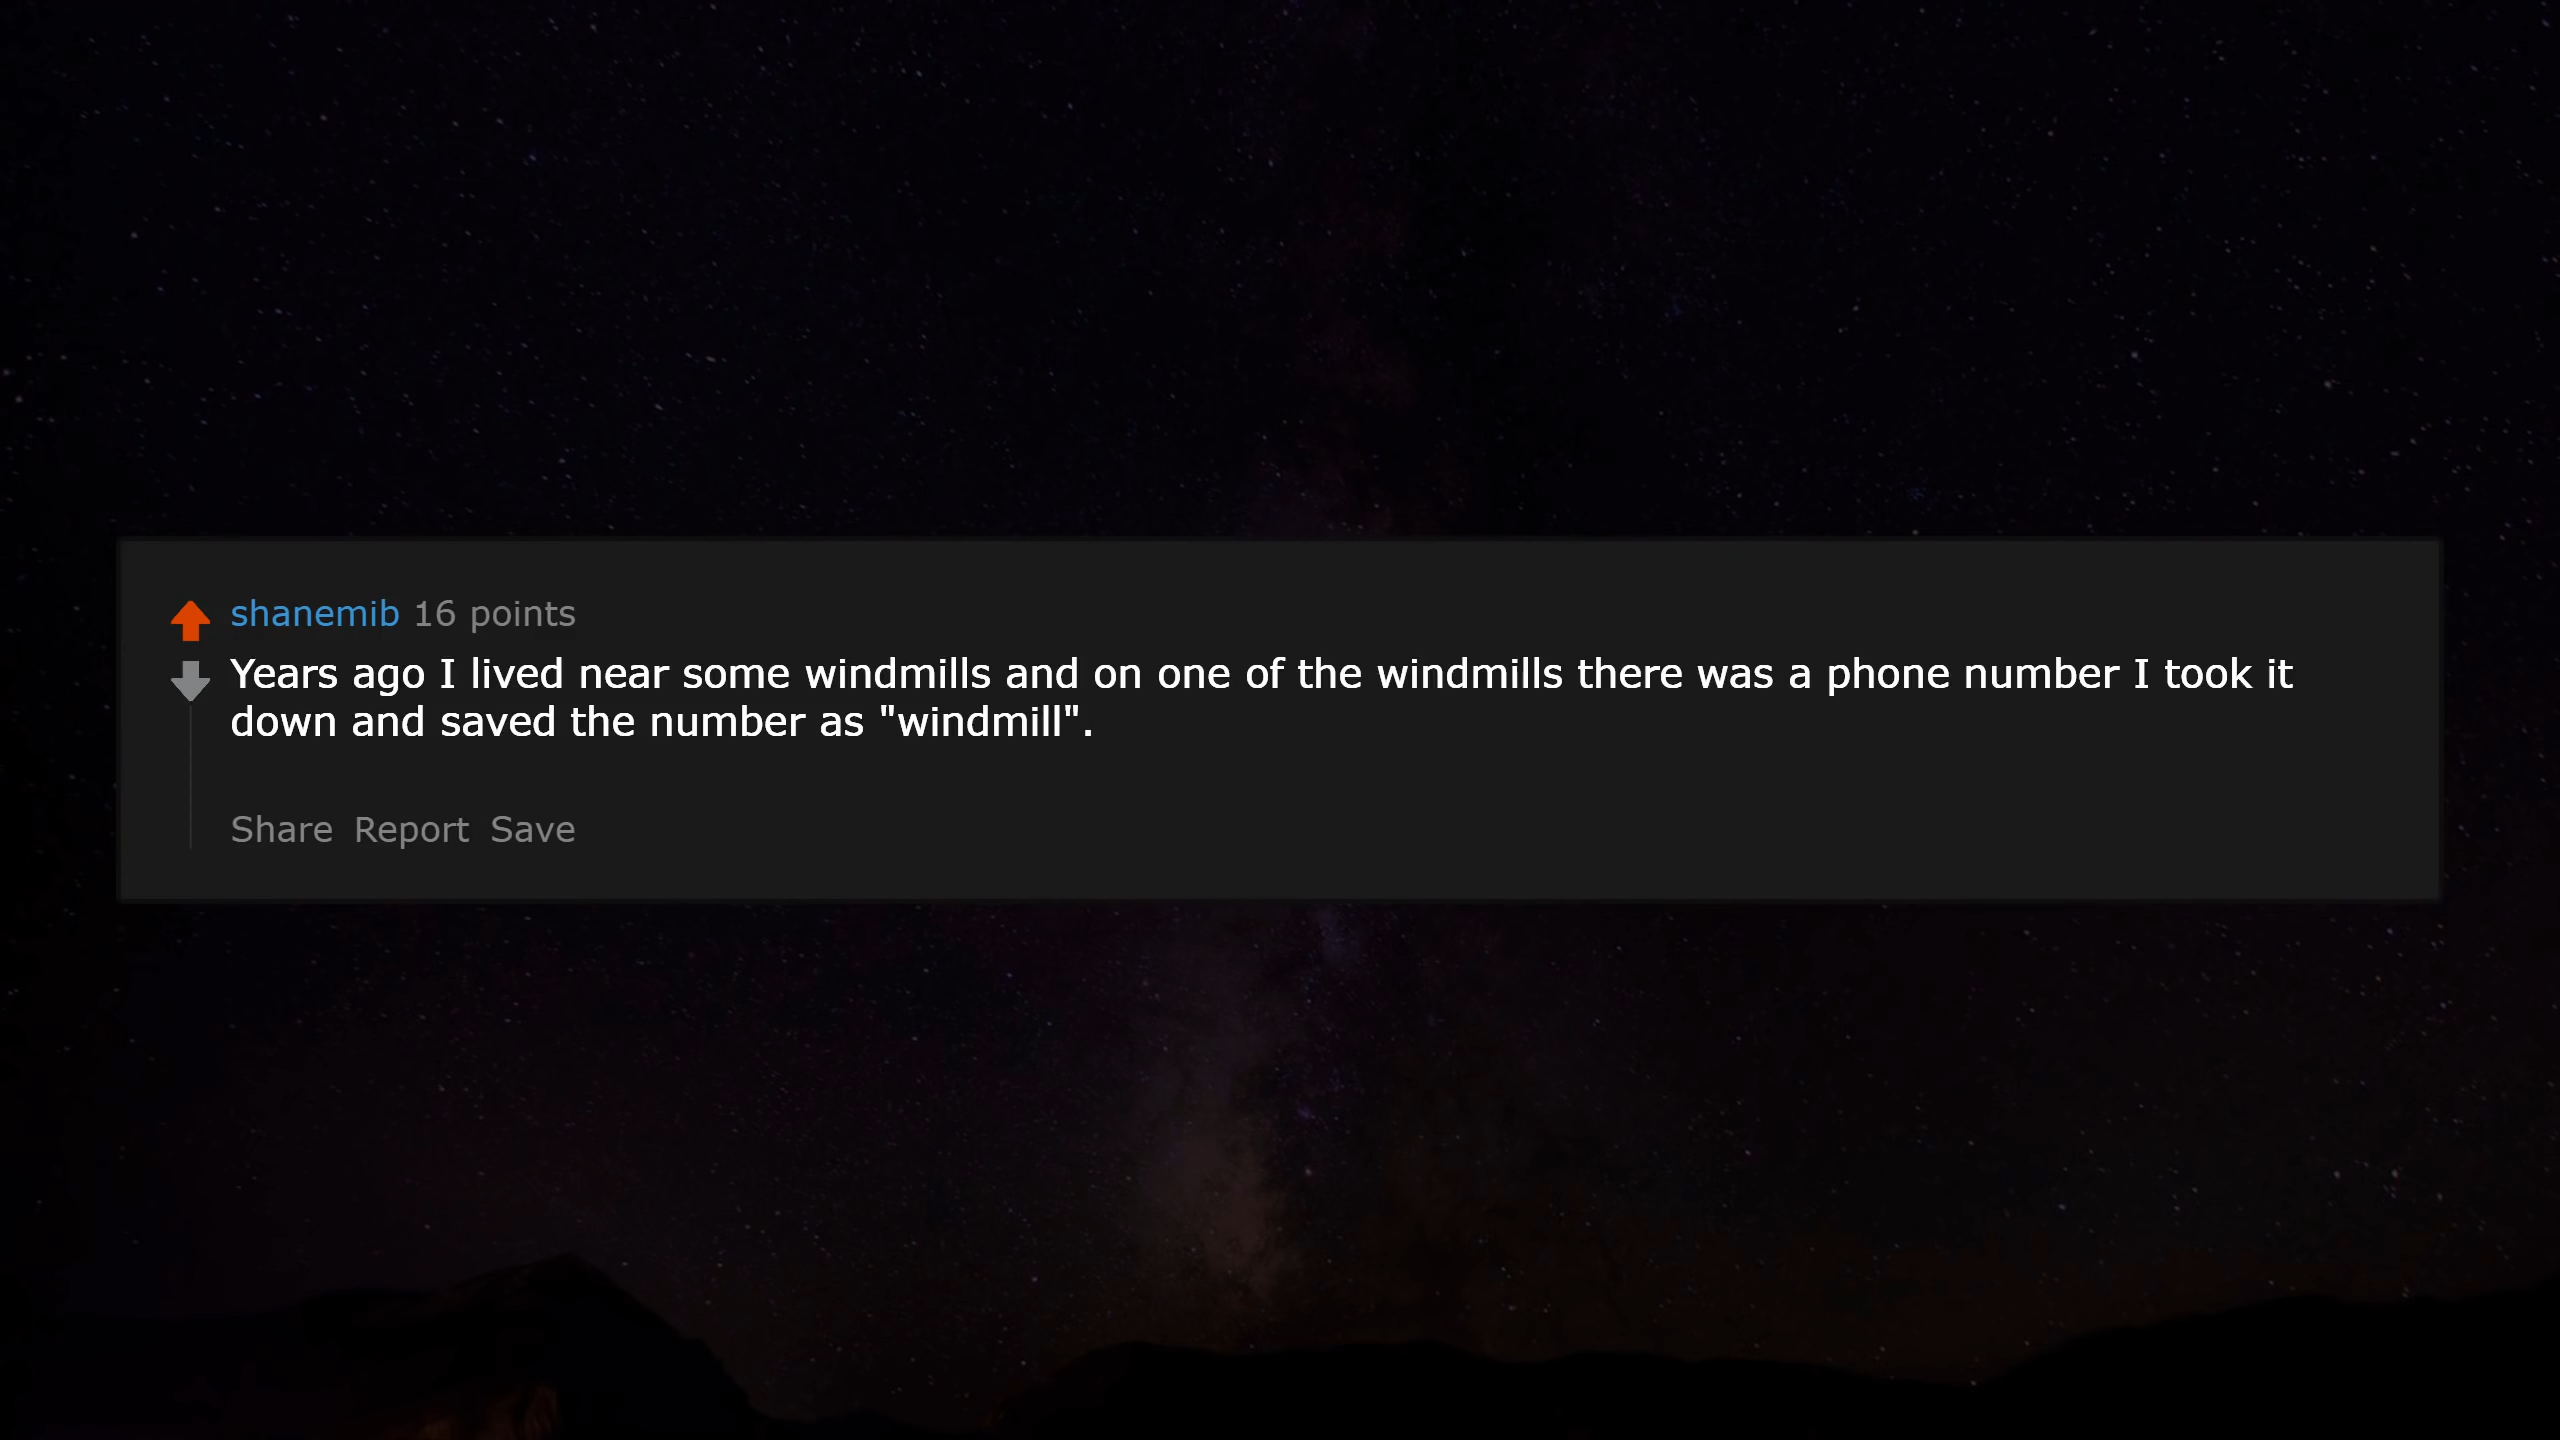 shanemib 16 points
Years ago I lived near some windmills and on one of the windmills there was a phone number I took it
down and saved the number as "windmill".
Share Report Save